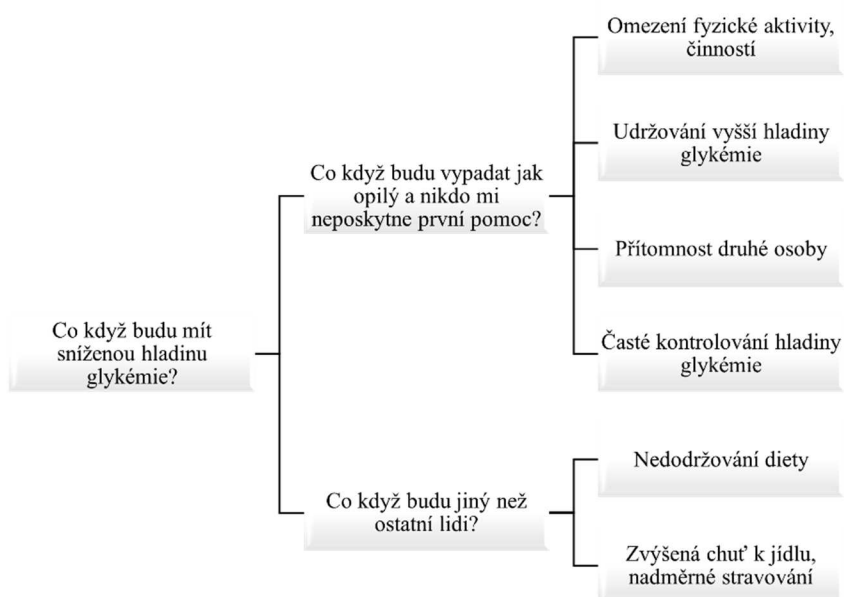 Co když budu mít
sníženou hladinu
glykémie?
Co když budu vypadat jak
opilý a nikdo mi
neposkytne první pomoc?
Omezení fyzické aktivity,
činností
Udržování vyšší hladiny
glykémie
Přítomnost druhé osoby
Časté kontrolování hladiny
glykémie
Co když budu jiný než
ostatní lidi?
Nedodržování diety
Zvýšená chuť k jídlu,
nadměrné stravování